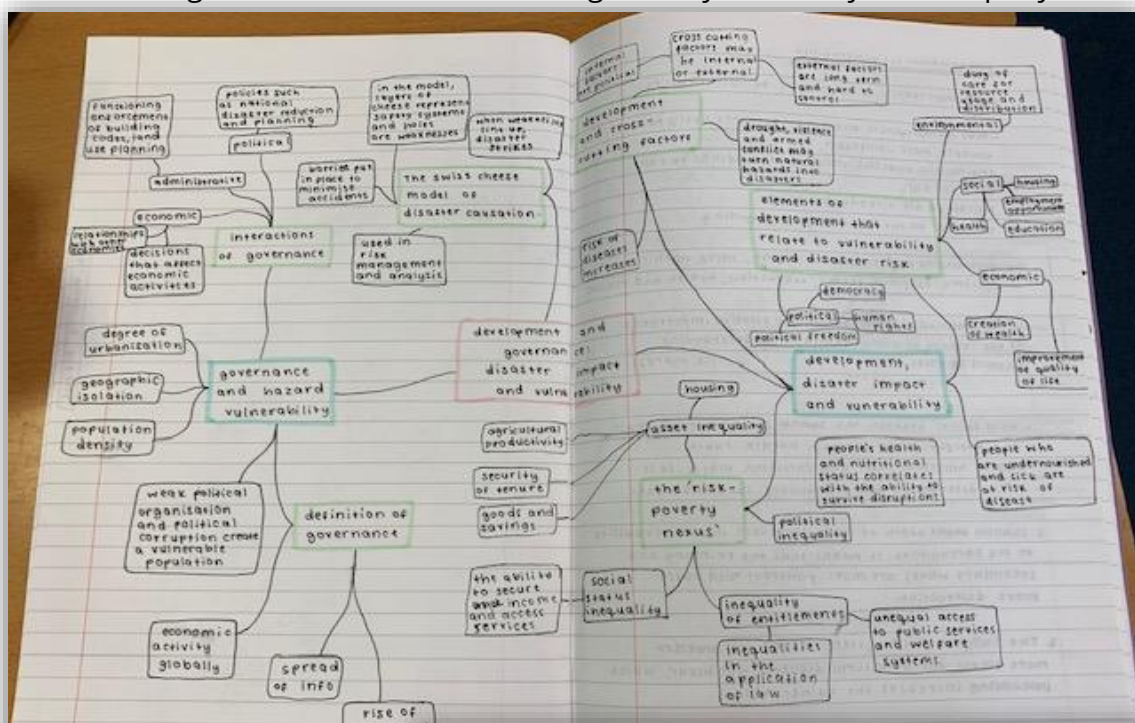 functioning
enforcement
of building
codes, land
use planning
policies such
as national
disaster reduction
and planning
political
administrative
economic
relationships
with other
economies
decisions
that affect
economic
activities
interactions
of governance
in the model,
layers of
cheese represent
safety systems
and holes
are weaknesses
when weaknesses
line up,
disaster
strikes
barries put
in place to
minimise
accidents
The swiss cheese
model of
disaster causation
used in
risk
management
and analysis
degree of
urbanization
geographic
isolation
population
density
governance
and hazard
vulnerability
development and
governance:
disaster impact
and vulnerability
weak political
organisation
and political
corruption create
a vulnerable
population
definition of
governance
economic
activity
globally
spread
of info
rise of
external
factors
not political
cross cutting
factors may
be internal
or external
external factors
are long term
and hard to
control
development
and cross-
cutting factors
drought, violence
and armed
conflict may
turn natural
hazards into
disasters
risk of
diseases
increases
duty of
care for
resource
usage and
distribution
environmental
social
housing
employment
opportunities
education
health
elements of
development that
relate to vulnerability
and disaster risk
economic
creation
of wealth
improvement
of quality
of life
democracy
political
human
rights
political freedom
development,
disater impact
and vunerability
housing
agricultural
productivity
asset inequality
security
of tenure
goods and
savings
the 'risk-
poverty
nexus'
people's health
and nutritional
status correlates
with the ability to
survive disruptions
people who
are undernourished
and sick are
at risk of
disease
political
inequality
the ability
to secure
income
and access
services
social
status
inequality
inequality
of entitlements
unequal access
to public services
and welfare
systems
inequalities
in the
application
of law